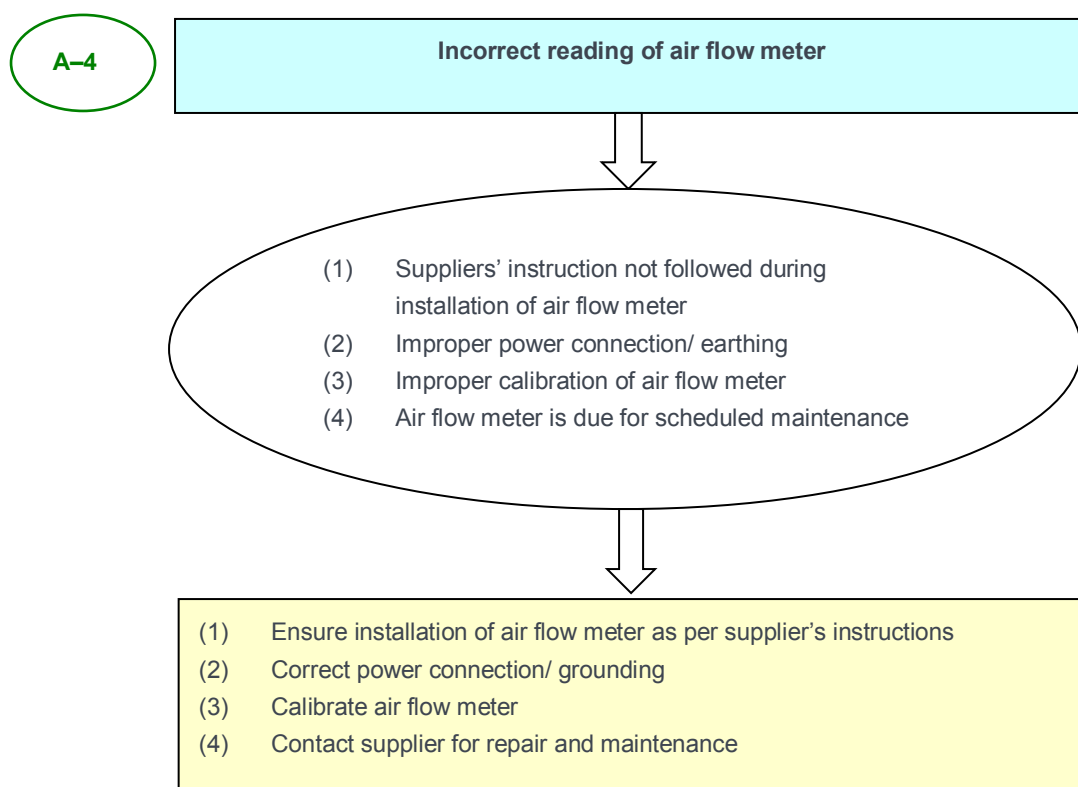 A–4
Incorrect reading of air flow meter
(1) Suppliers’ instruction not followed during
installation of air flow meter
(2) Improper power connection/ earthing
(3) Improper calibration of air flow meter
(4) Air flow meter is due for scheduled maintenance
(1) Ensure installation of air flow meter as per supplier’s instructions
(2) Correct power connection/ grounding
(3) Calibrate air flow meter
(4) Contact supplier for repair and maintenance